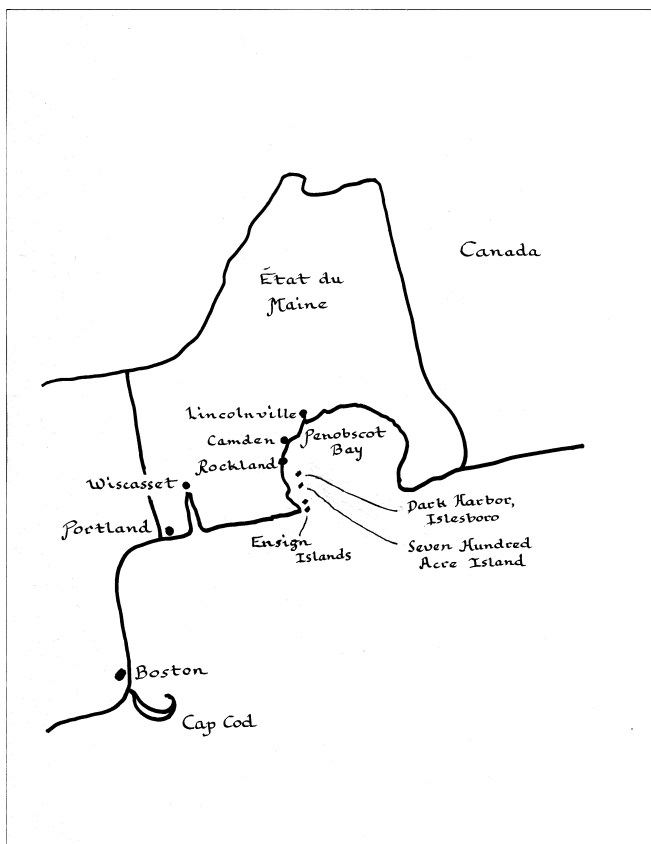 Canada
État du
Maine
Lincolnville
Camden
Penobscot
Bay
Rockland
Wiscasset
Dark Harbor,
Islesboro
Portland
Ensign
Islands
Seven Hundred
Acre Island
Boston
Cap Cod